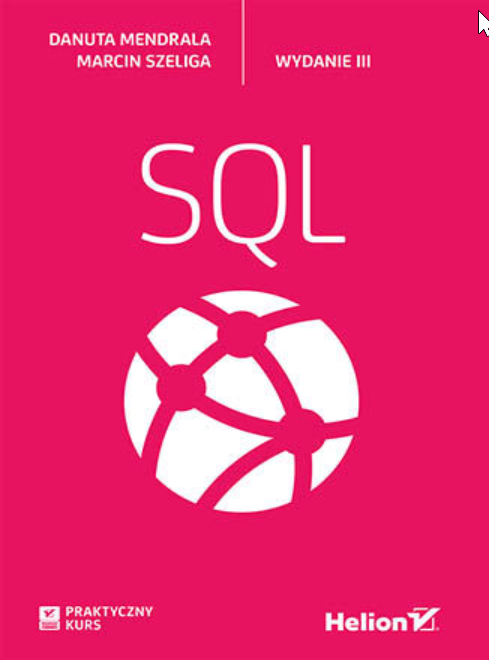 DANUTA MENDRALA
MARCIN SZELIGA
WYDANIE III
SQL
PRAKTYCZNY
KURS
Helion